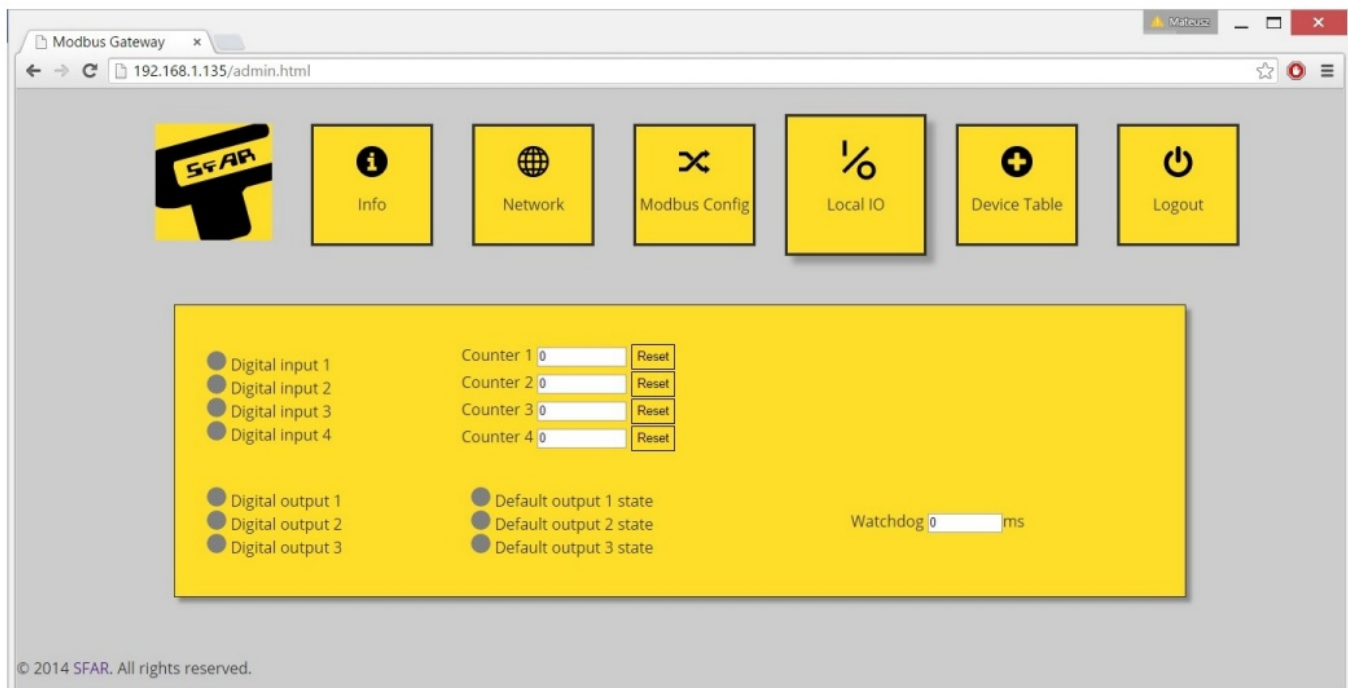 Mateusz
Modbus Gateway
192.168.1.135/admin.html
SFAR
Info
Network
Modbus Config
Local IO
Device Table
Logout
Digital input 1
Digital input 2
Digital input 3
Digital input 4
Counter 1 0 Reset
Counter 2 0 Reset
Counter 3 0 Reset
Counter 4 0 Reset
Digital output 1
Digital output 2
Digital output 3
Default output 1 state
Default output 2 state
Default output 3 state
Watchdog 0 ms
© 2014 SFAR. All rights reserved.